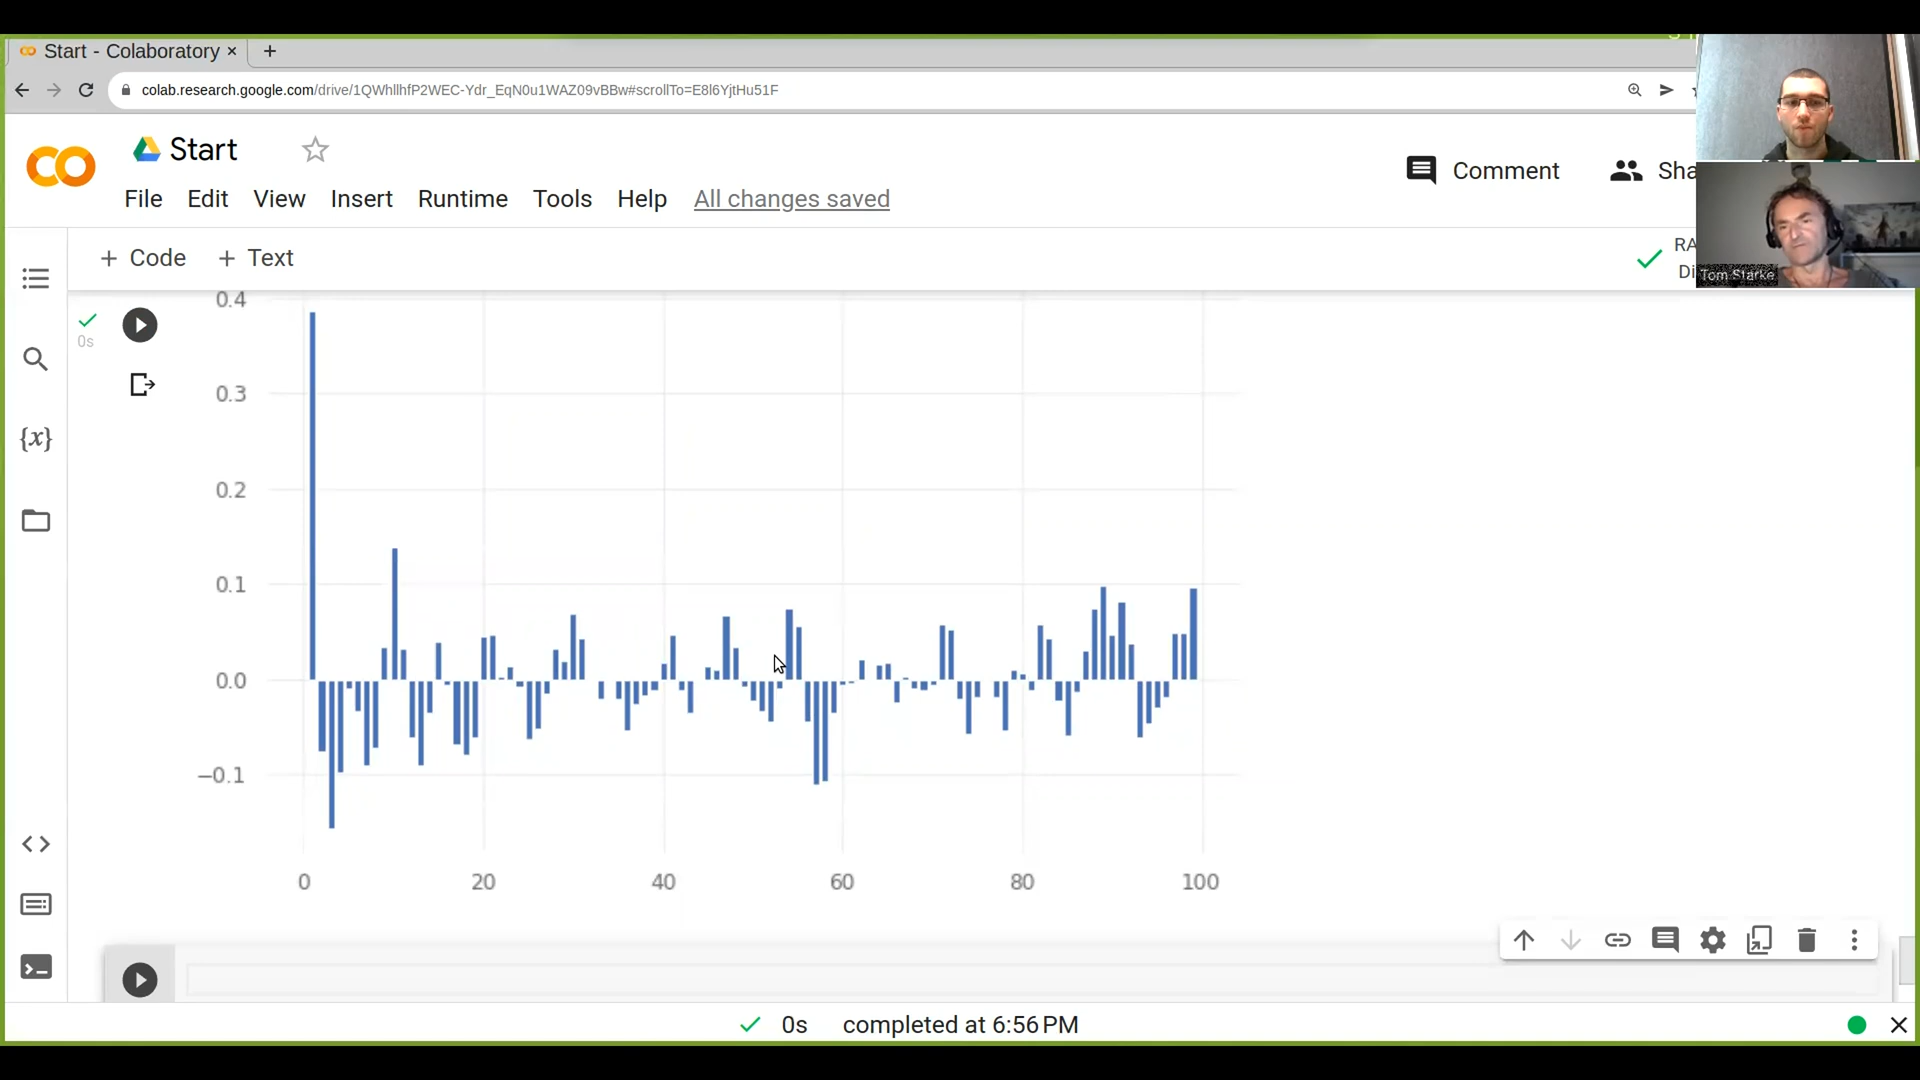 Start - Colaboratory
colab.research.google.com/drive/1QWhllhfP2WEC-Ydr_EqN0u1WAZ09vBBw#scrollTo=E8l6YjtHu51F
Start
Comment
Sha
File Edit View Insert Runtime Tools Help All changes saved
+ Code + Text
RA
Di
Tom Starke
0s
{x}
0.4
0.3
0.2
0.1
0.0
−0.1
0 20 40 60 80 100
0s completed at 6:56 PM